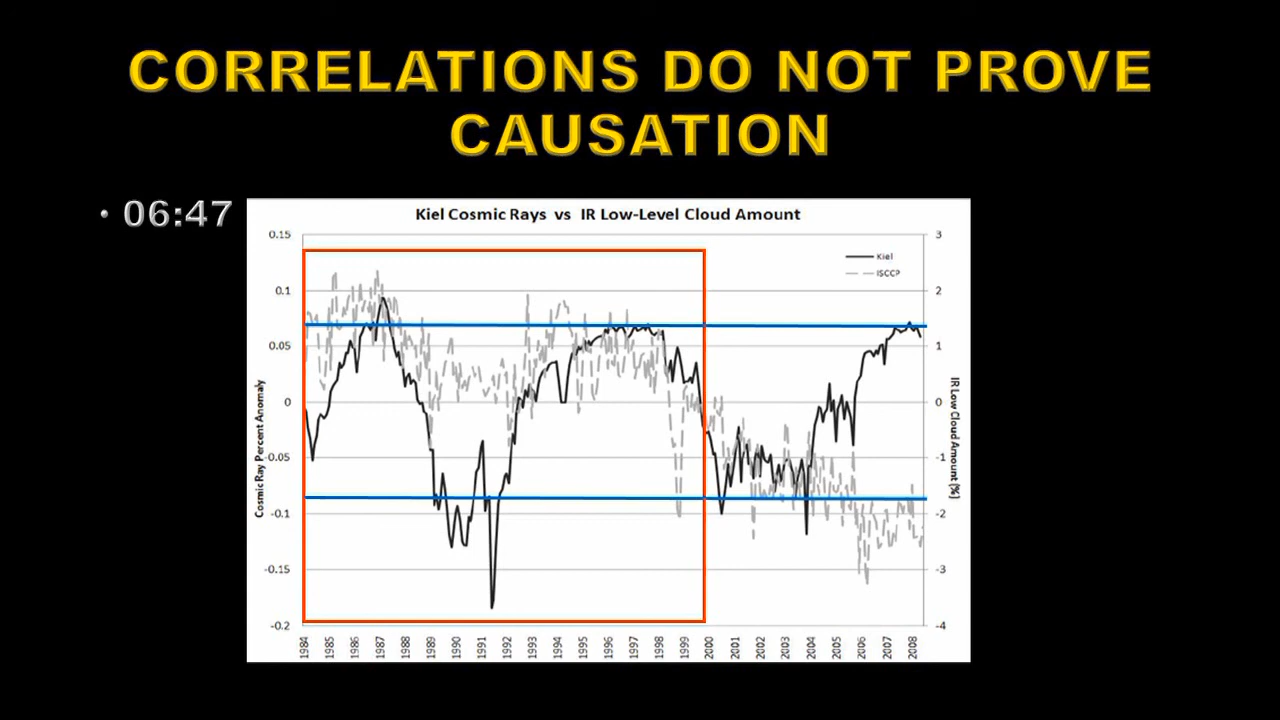 CORRELATIONS DO NOT PROVE
CAUSATION
• 06:47
Kiel Cosmic Rays vs IR Low-Level Cloud Amount
Kiel
ISCCP
Cosmic Ray Percent Anomaly
0.15
0.1
0.05
0
-0.05
-0.1
-0.15
-0.2
3
2
1
0
-1
-2
-3
-4
IR Low Cloud Amount (%)
1984 1985 1986 1987 1988 1989 1990 1991 1992 1993 1994 1995 1996 1997 1998 1999 2000 2001 2002 2003 2004 2005 2006 2007 2008